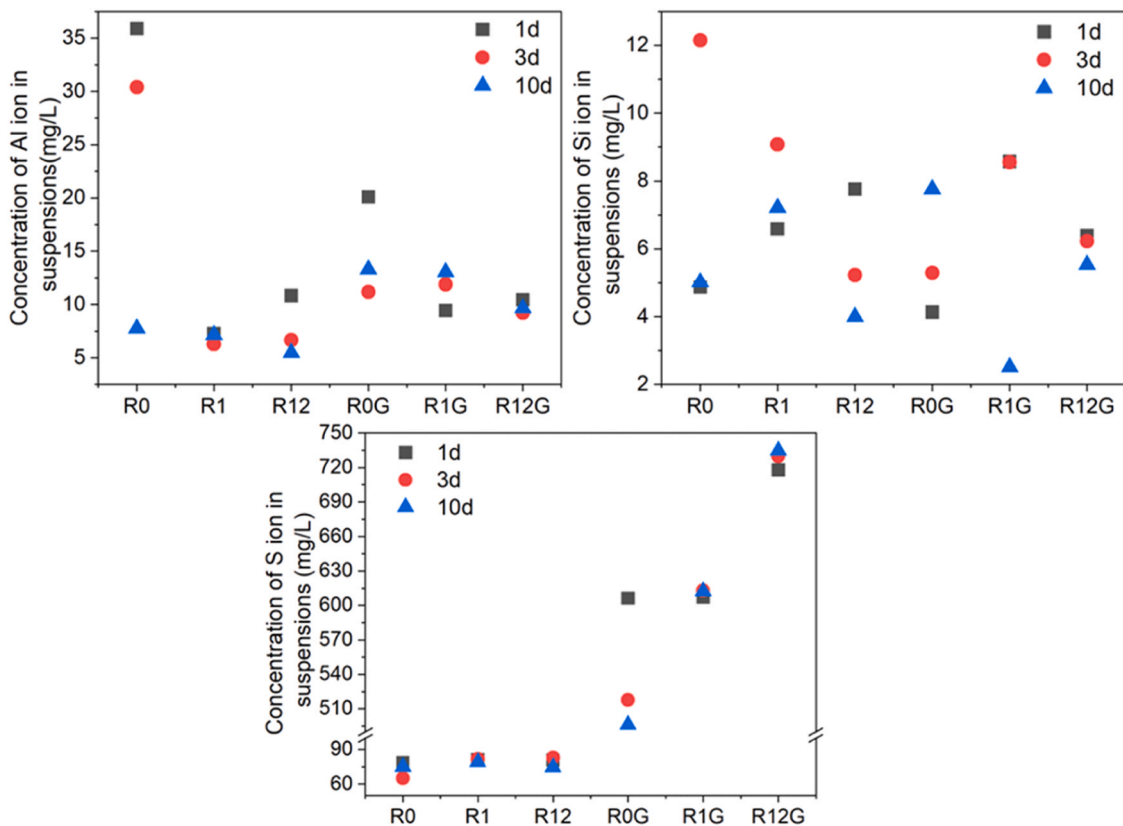 Concentration of Al ion in
suspensions(mg/L)
35
30
25
20
15
10
5
1d
3d
10d
R0
R1
R12
R0G
R1G
R12G
Concentration of Si ion in
suspensions (mg/L)
12
10
8
6
4
2
1d
3d
10d
R0
R1
R12
R0G
R1G
R12G
Concentration of S ion in
suspensions (mg/L)
750
720
690
660
630
600
570
540
510
90
60
1d
3d
10d
R0
R1
R12
R0G
R1G
R12G